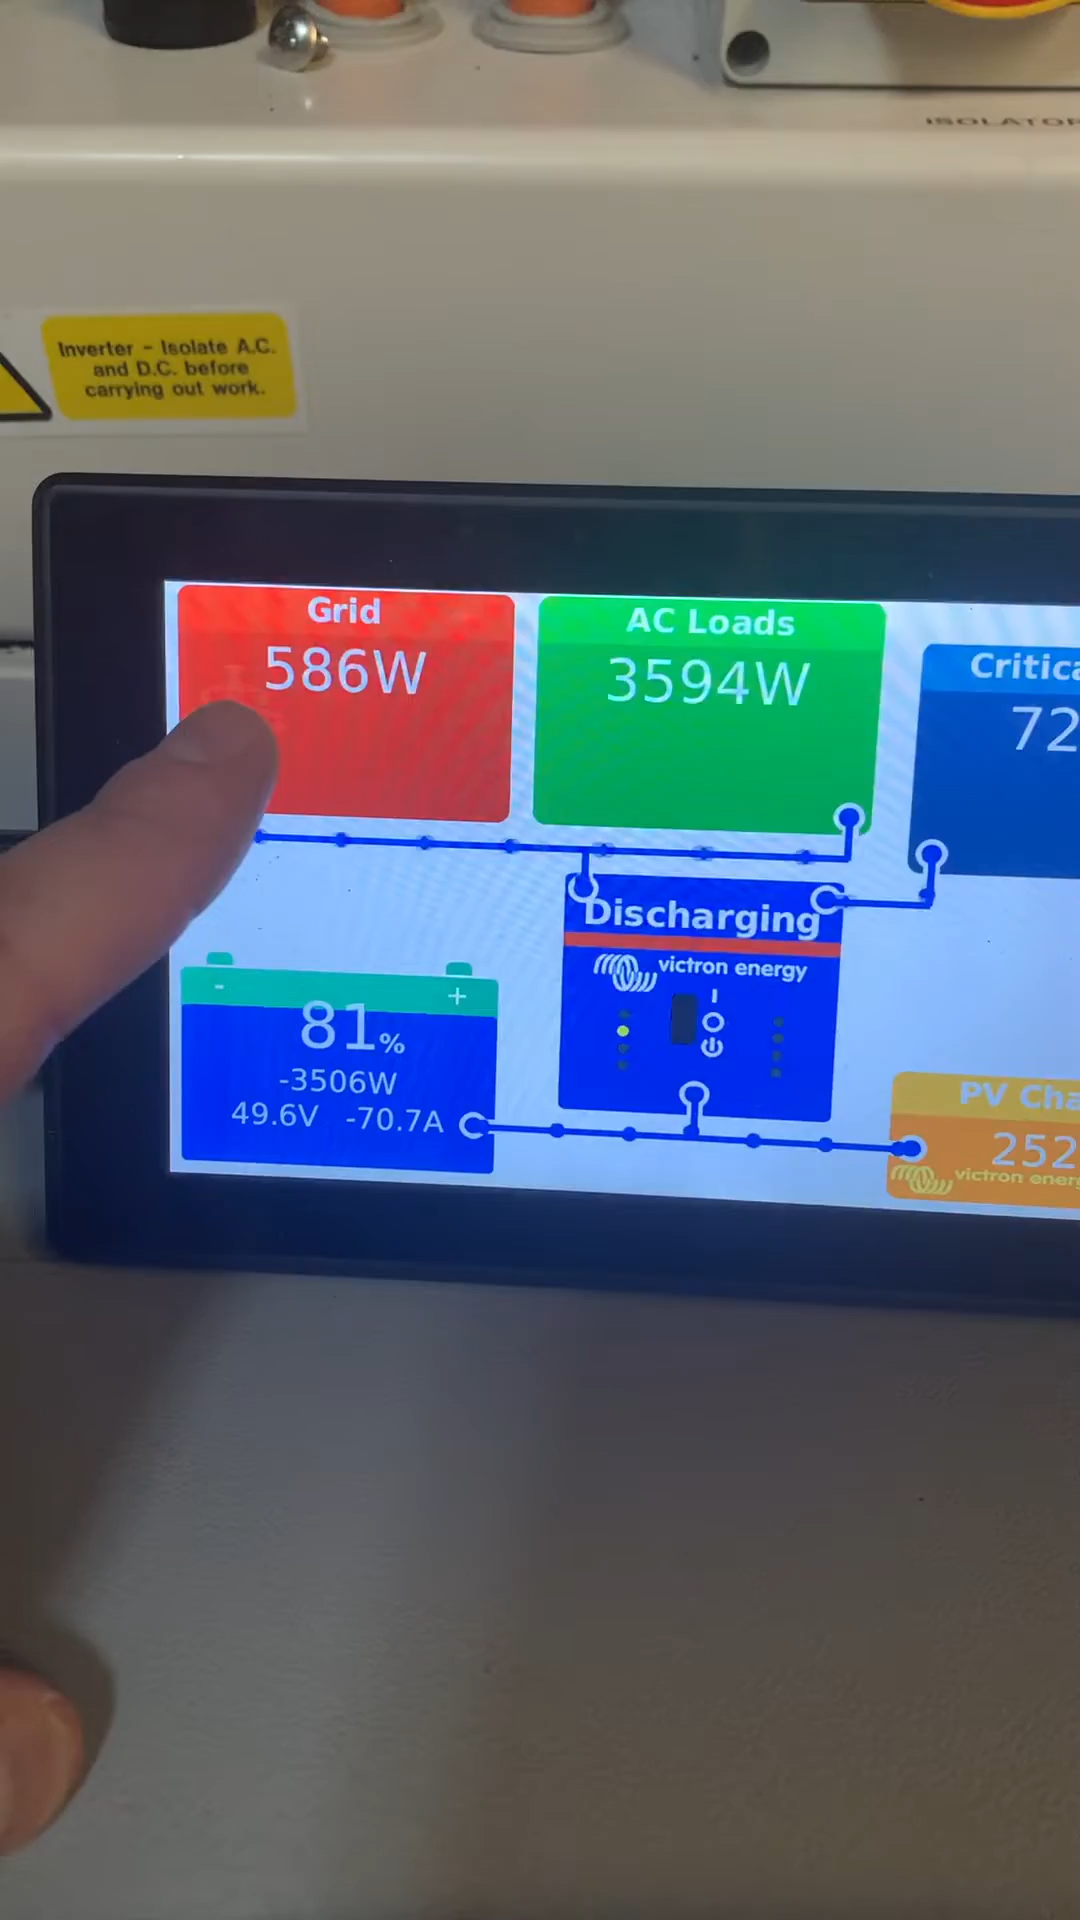 ISOLATOR
Inverter - Isolate A.C.
and D.C. before
carrying out work.
Grid
586W
AC Loads
3594W
Critica
72
Discharging
victron energy
- +
81%
-3506W
49.6V -70.7A
PV Cha
252
victron energ